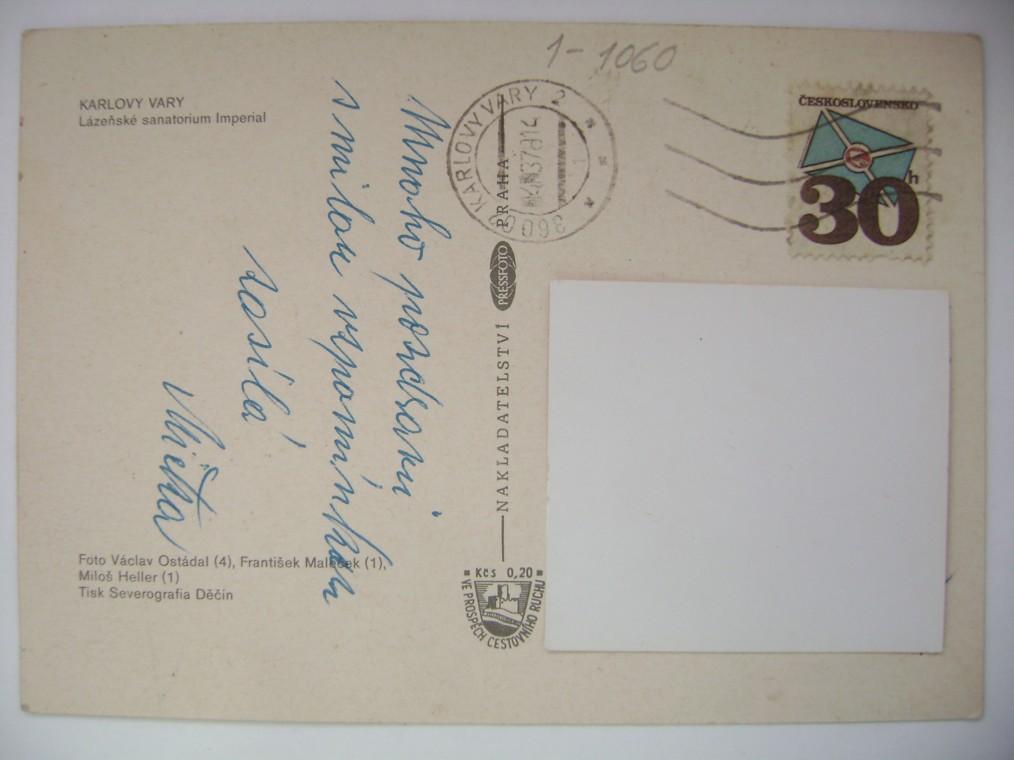 1-1060
KARLOVY VARY
Lázeňské sanatorium Imperial
KARLOVY VARY 2
360 0
ČESKOSLOVENSKO
30 h
Mnoho pozdravů
s milou vzpomínkou
zasílá
NAKLADATELSTVÍ PRESSFOTO PRAHA
Foto Václav Ostádal (4), František Maleček (1),
Miloš Heller (1)
Tisk Severografia Děčín
Kčs 0,20
VE PROSPĚCH CESTOVNÍHO RUCHU